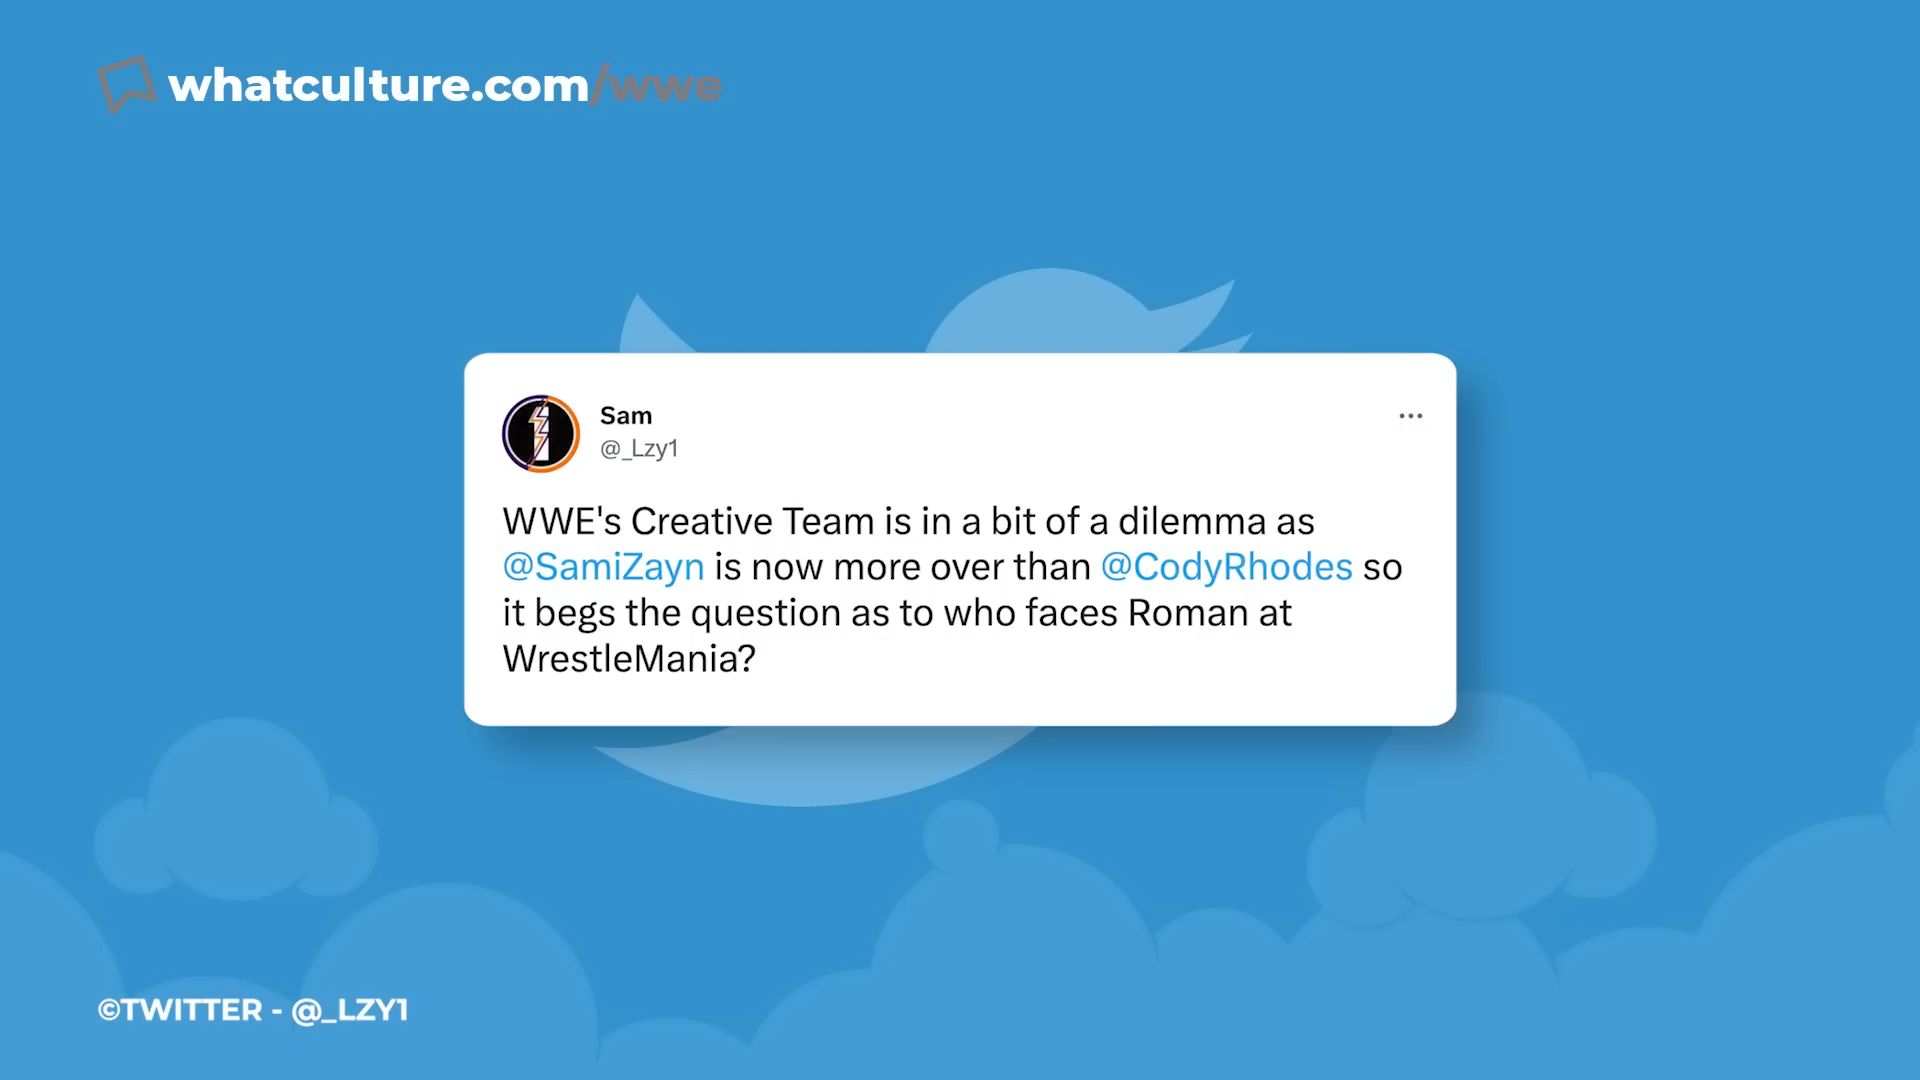 whatculture.com/wwe
Sam
@_Lzy1
WWE's Creative Team is in a bit of a dilemma as
@SamiZayn is now more over than @CodyRhodes so
it begs the question as to who faces Roman at
WrestleMania?
©TWITTER - @_LZY1